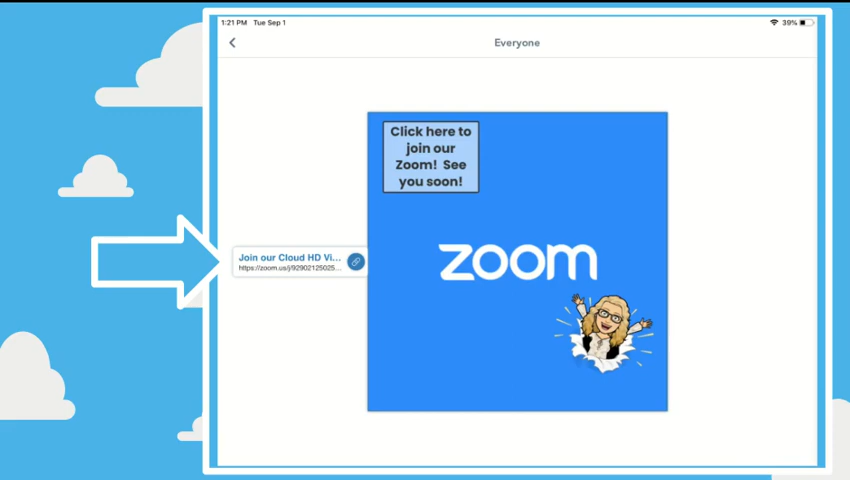 1:21 PM Tue Sep 1
39%
Everyone
Click here to
join our
Zoom! See
you soon!
Join our Cloud HD Vi...
https://zoom.us/j/92902125025...
zoom